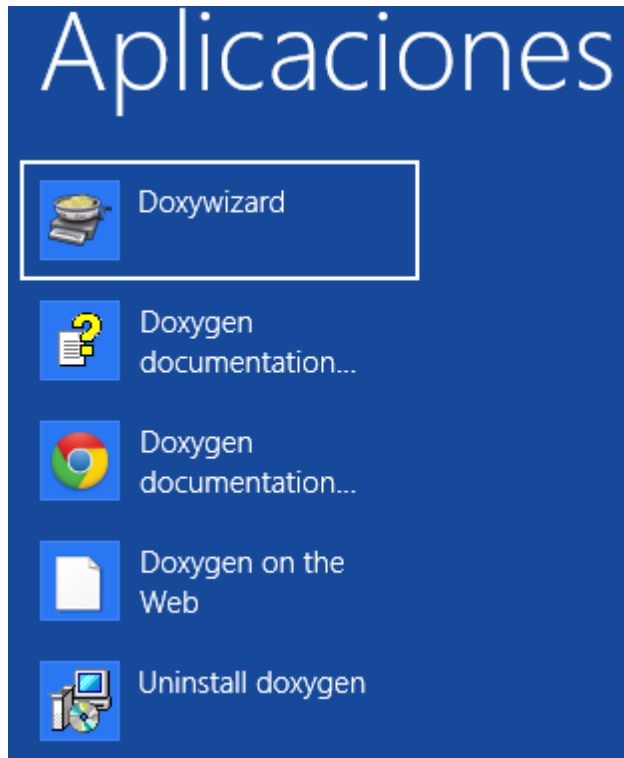 Aplicaciones
Doxywizard
Doxygen
documentation...
Doxygen
documentation...
Doxygen on the
Web
Uninstall doxygen